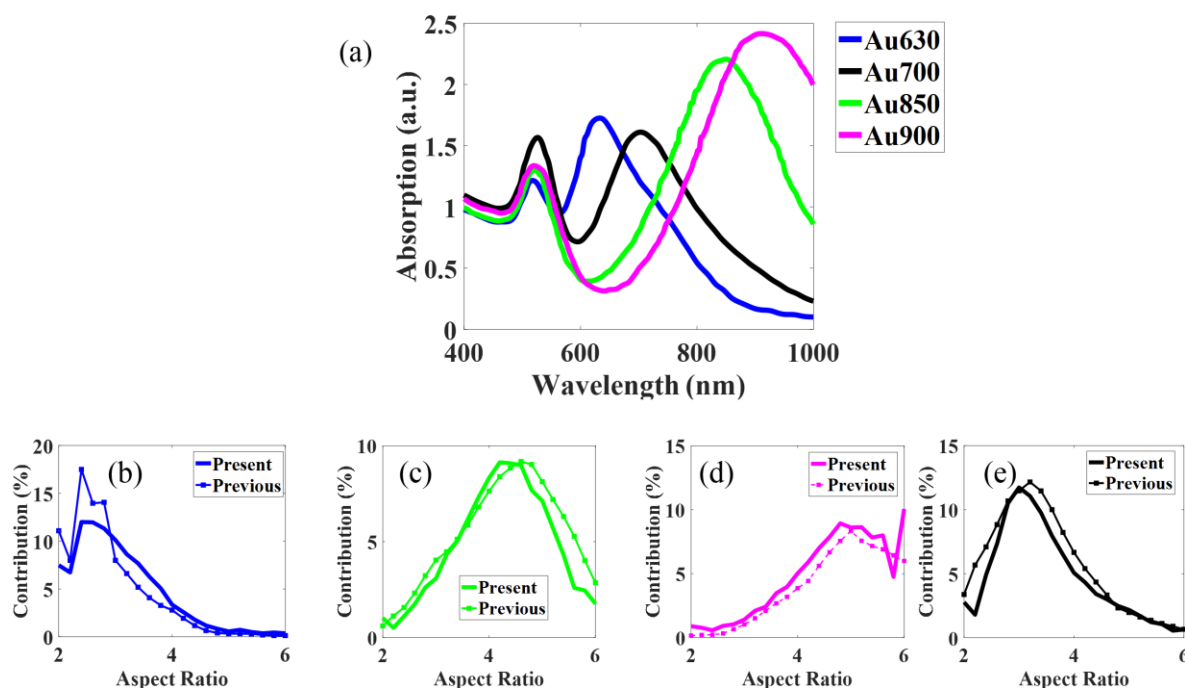 (a)
2.5
2
1.5
1
0.5
0
Absorption (a.u.)
400 600 800 1000
Wavelength (nm)
Au630
Au700
Au850
Au900
(b)
20
15
10
5
0
Contribution (%)
2 4 6
Aspect Ratio
Present
Previous
(c)
10
5
0
Contribution (%)
2 4 6
Aspect Ratio
Present
Previous
(d)
15
10
5
0
Contribution (%)
2 4 6
Aspect Ratio
Present
Previous
(e)
15
10
5
0
Contribution (%)
2 4 6
Aspect Ratio
Present
Previous